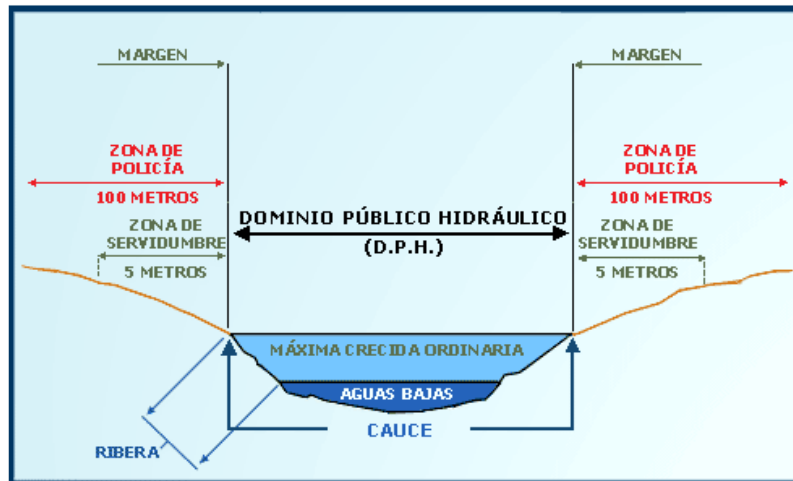 MARGEN
MARGEN
ZONA DE
POLICÍA
100 METROS
ZONA DE
POLICÍA
100 METROS
DOMINIO PÚBLICO HIDRÁULICO
(D.P.H.)
ZONA DE
SERVIDUMBRE
5 METROS
ZONA DE
SERVIDUMBRE
5 METROS
MÁXIMA CRECIDA ORDINARIA
AGUAS BAJAS
CAUCE
RIBERA